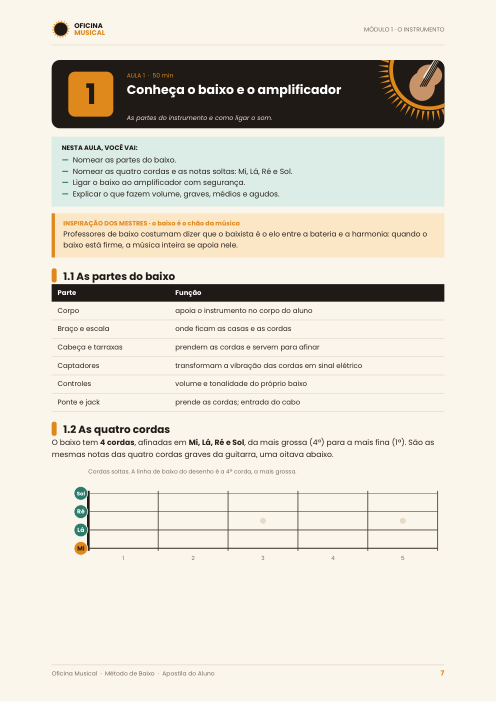 OFICINA
MUSICAL
MÓDULO 1 · O INSTRUMENTO
1
AULA 1 · 50 min
Conheça o baixo e o amplificador
As partes do instrumento e como ligar o som.
NESTA AULA, VOCÊ VAI:
— Nomear as partes do baixo.
— Nomear as quatro cordas e as notas soltas: Mi, Lá, Ré e Sol.
— Ligar o baixo ao amplificador com segurança.
— Explicar o que fazem volume, graves, médios e agudos.
INSPIRAÇÃO DOS MESTRES · o baixo é o chão da música
Professores de baixo costumam dizer que o baixista é o elo entre a bateria e a harmonia: quando o
baixo está firme, a música inteira se apoia nele.
1.1 As partes do baixo
Parte Função
Corpo apoia o instrumento no corpo do aluno
Braço e escala onde ficam as casas e as cordas
Cabeça e tarraxas prendem as cordas e servem para afinar
Captadores transformam a vibração das cordas em sinal elétrico
Controles volume e tonalidade do próprio baixo
Ponte e jack prende as cordas; entrada do cabo
1.2 As quatro cordas
O baixo tem 4 cordas, afinadas em Mi, Lá, Ré e Sol, da mais grossa (4ª) para a mais fina (1ª). São as
mesmas notas das quatro cordas graves da guitarra, uma oitava abaixo.
Cordas soltas. A linha de baixo do desenho é a 4ª corda, a mais grossa.
Sol
Ré
Lá
Mi
1 2 3 4 5
Oficina Musical · Método de Baixo · Apostila do Aluno
7